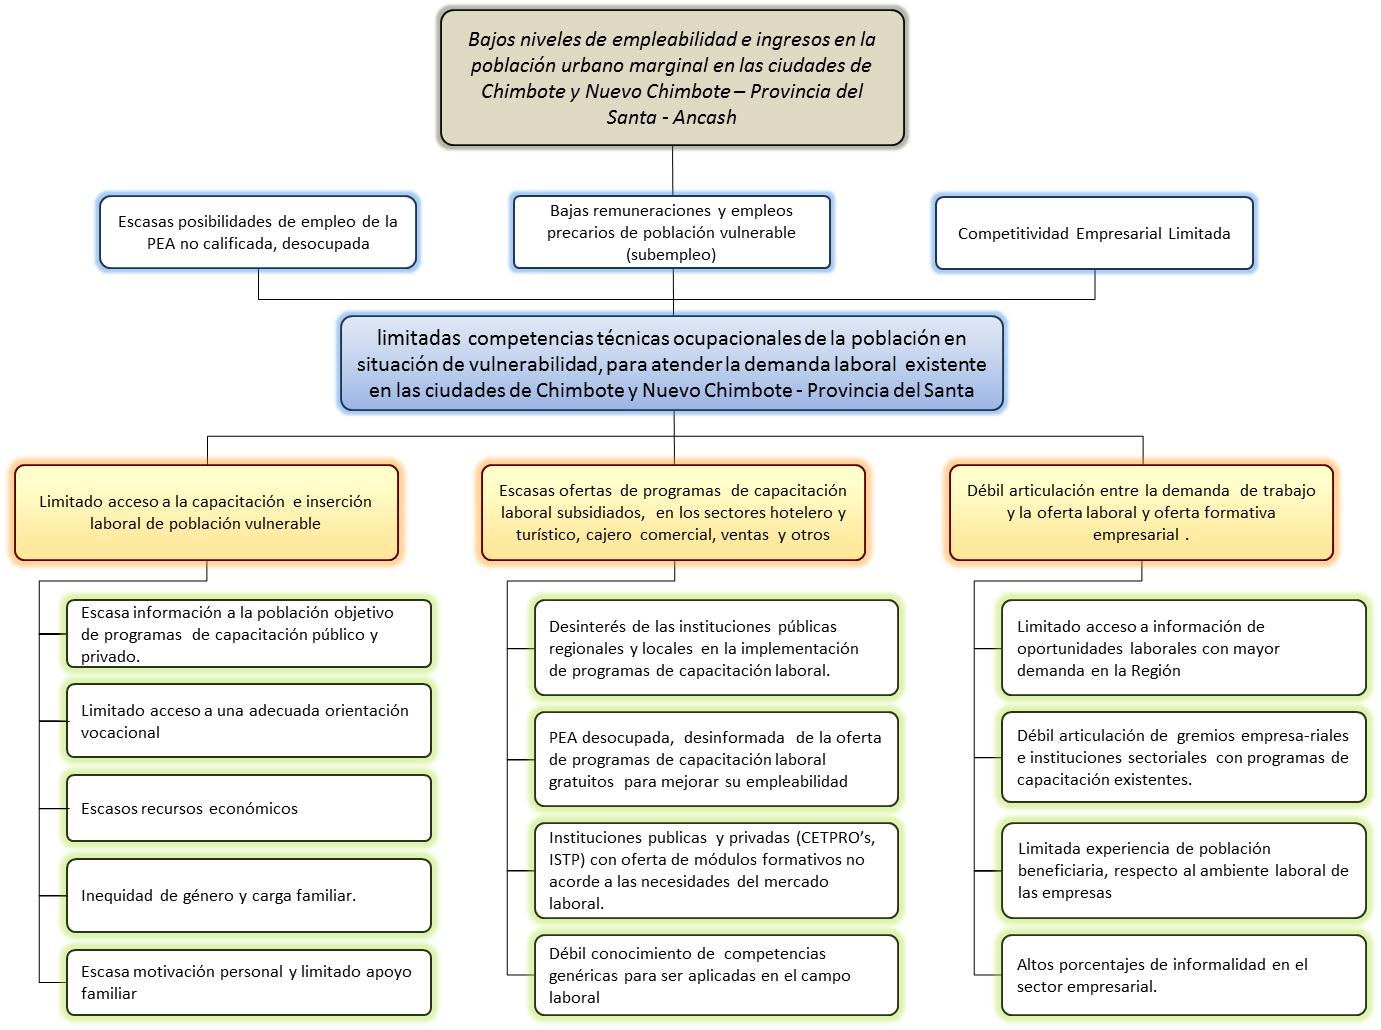 Bajos niveles de empleabilidad e ingresos en la
población urbano marginal en las ciudades de
Chimbote y Nuevo Chimbote – Provincia del
Santa - Ancash
Escasas posibilidades de empleo de la
PEA no calificada, desocupada
Bajas remuneraciones y empleos
precarios de población vulnerable
(subempleo)
Competitividad Empresarial Limitada
limitadas competencias técnicas ocupacionales de la población en
situación de vulnerabilidad, para atender la demanda laboral existente
en las ciudades de Chimbote y Nuevo Chimbote - Provincia del Santa
Limitado acceso a la capacitación e inserción
laboral de población vulnerable
Escasa información a la población objetivo
de programas de capacitación público y
privado.
Limitado acceso a una adecuada orientación
vocacional
Escasos recursos económicos
Inequidad de género y carga familiar.
Escasa motivación personal y limitado apoyo
familiar
Escasas ofertas de programas de capacitación
laboral subsidiados, en los sectores hotelero y
turístico, cajero comercial, ventas y otros
Desinterés de las instituciones públicas
regionales y locales en la implementación
de programas de capacitación laboral.
PEA desocupada, desinformada de la oferta
de programas de capacitación laboral
gratuitos para mejorar su empleabilidad
Instituciones publicas y privadas (CETPRO’s,
ISTP) con oferta de módulos formativos no
acorde a las necesidades del mercado
laboral.
Débil conocimiento de competencias
genéricas para ser aplicadas en el campo
laboral
Débil articulación entre la demanda de trabajo
y la oferta laboral y oferta formativa
empresarial .
Limitado acceso a información de
oportunidades laborales con mayor
demanda en la Región
Débil articulación de gremios empresa-riales
e instituciones sectoriales con programas de
capacitación existentes.
Limitada experiencia de población
beneficiaria, respecto al ambiente laboral de
las empresas
Altos porcentajes de informalidad en el
sector empresarial.